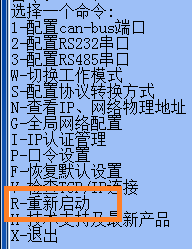 选择一个命令:
1-配置can-bus端口
2-配置RS232串口
3-配置RS485串口
W-切换工作模式
S-配置协议转换方式
N-查看IP、网络物理地址
G-全局网络配置
I-IP认证管理
P-口令设置
F-恢复默认设置
K-检查TCP/IP连接
R-重新启动
H-技术支持及最新产品
X-退出